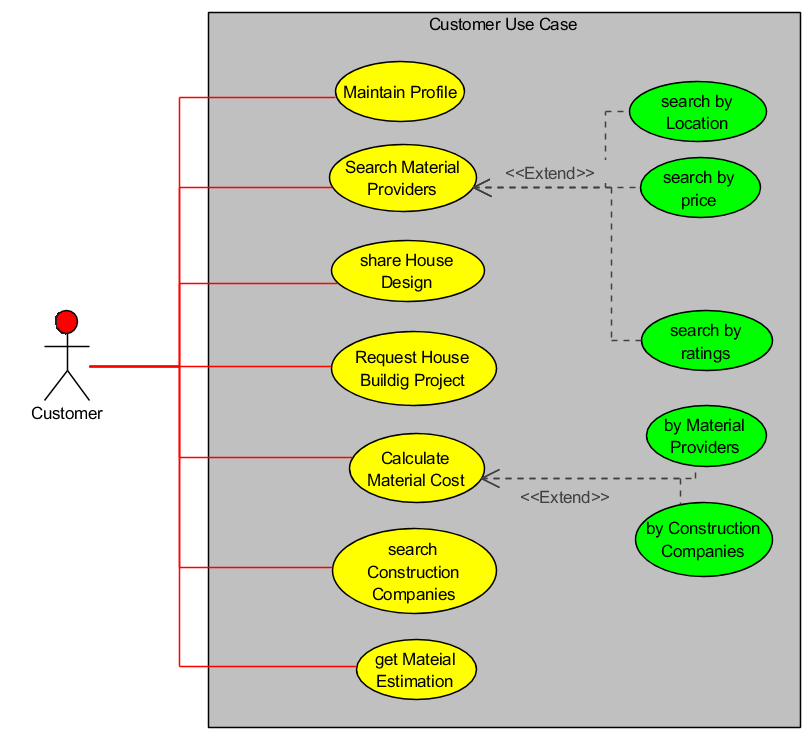 Customer Use Case
Maintain Profile
Search Material
Providers
<<Extend>>
search by
Location
search by
price
share House
Design
search by
ratings
Request House
Buildig Project
Customer
by Material
Providers
Calculate
Material Cost
<<Extend>>
by Construction
Companies
search
Construction
Companies
get Mateial
Estimation